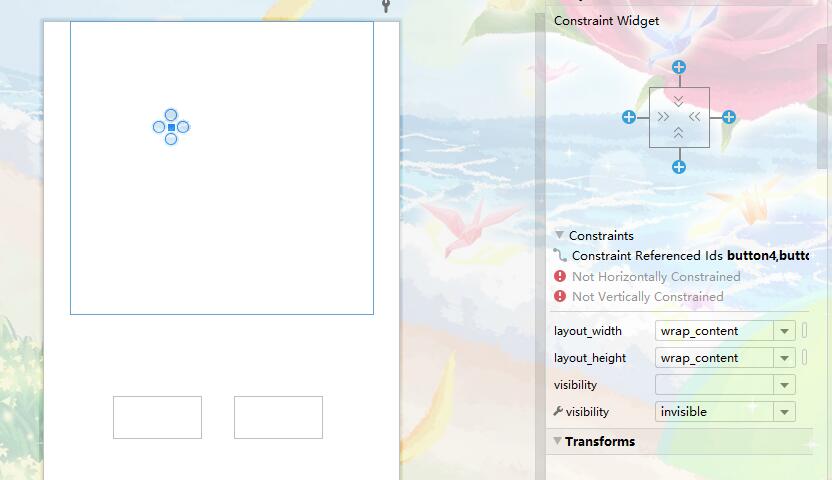 Constraint Widget
Constraints
Constraint Referenced Ids button4,butto
Not Horizontally Constrained
Not Vertically Constrained
layout_width wrap_content
layout_height wrap_content
visibility
visibility invisible
Transforms